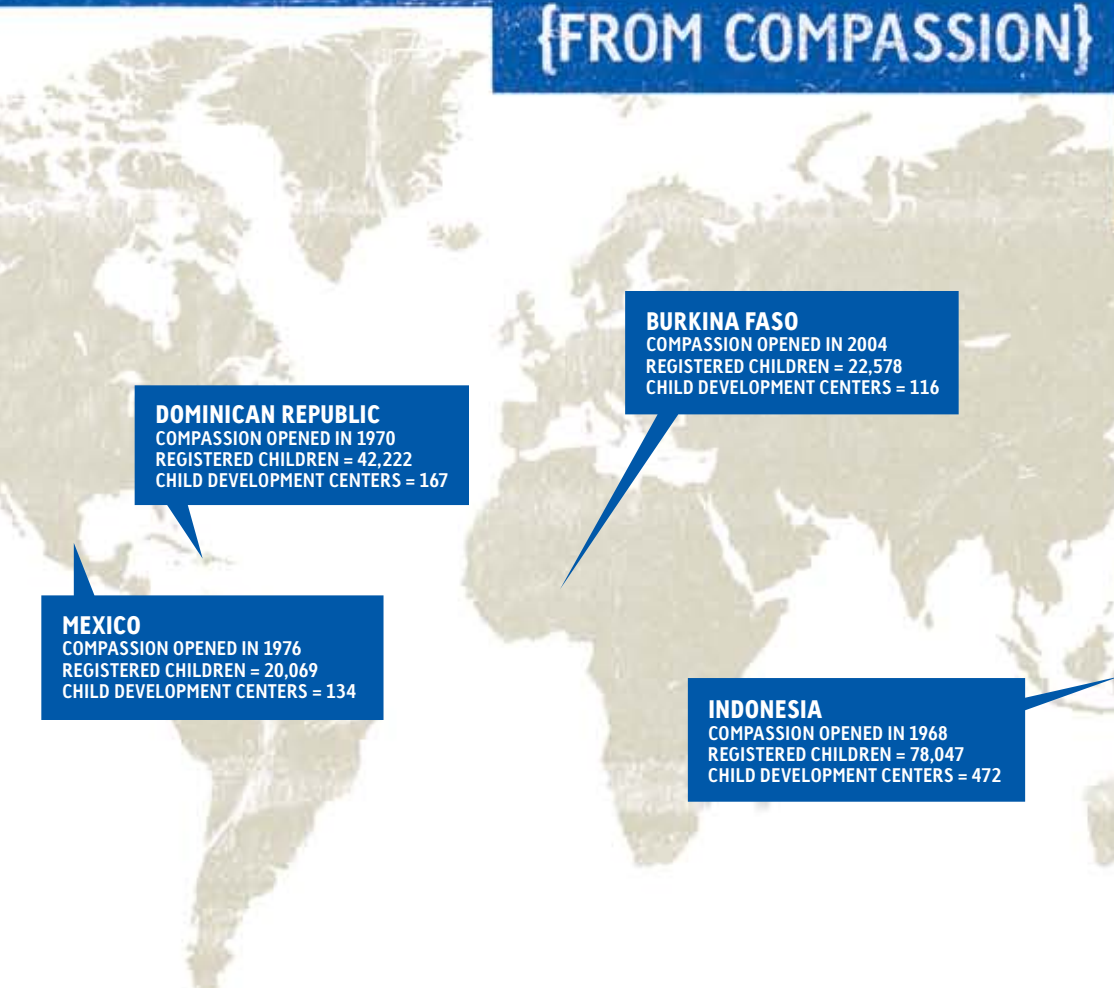 {FROM COMPASSION}
BURKINA FASO
COMPASSION OPENED IN 2004
REGISTERED CHILDREN = 22,578
CHILD DEVELOPMENT CENTERS = 116
DOMINICAN REPUBLIC
COMPASSION OPENED IN 1970
REGISTERED CHILDREN = 42,222
CHILD DEVELOPMENT CENTERS = 167
MEXICO
COMPASSION OPENED IN 1976
REGISTERED CHILDREN = 20,069
CHILD DEVELOPMENT CENTERS = 134
INDONESIA
COMPASSION OPENED IN 1968
REGISTERED CHILDREN = 78,047
CHILD DEVELOPMENT CENTERS = 472